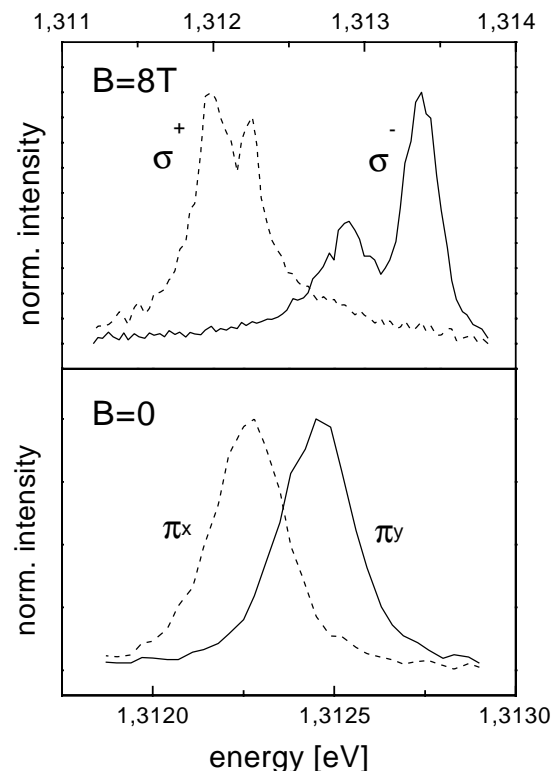 1,311 1,312 1,313 1,314
B=8T
σ+ σ-
norm. intensity
B=0
πx πy
norm. intensity
1,3120 1,3125 1,3130
energy [eV]